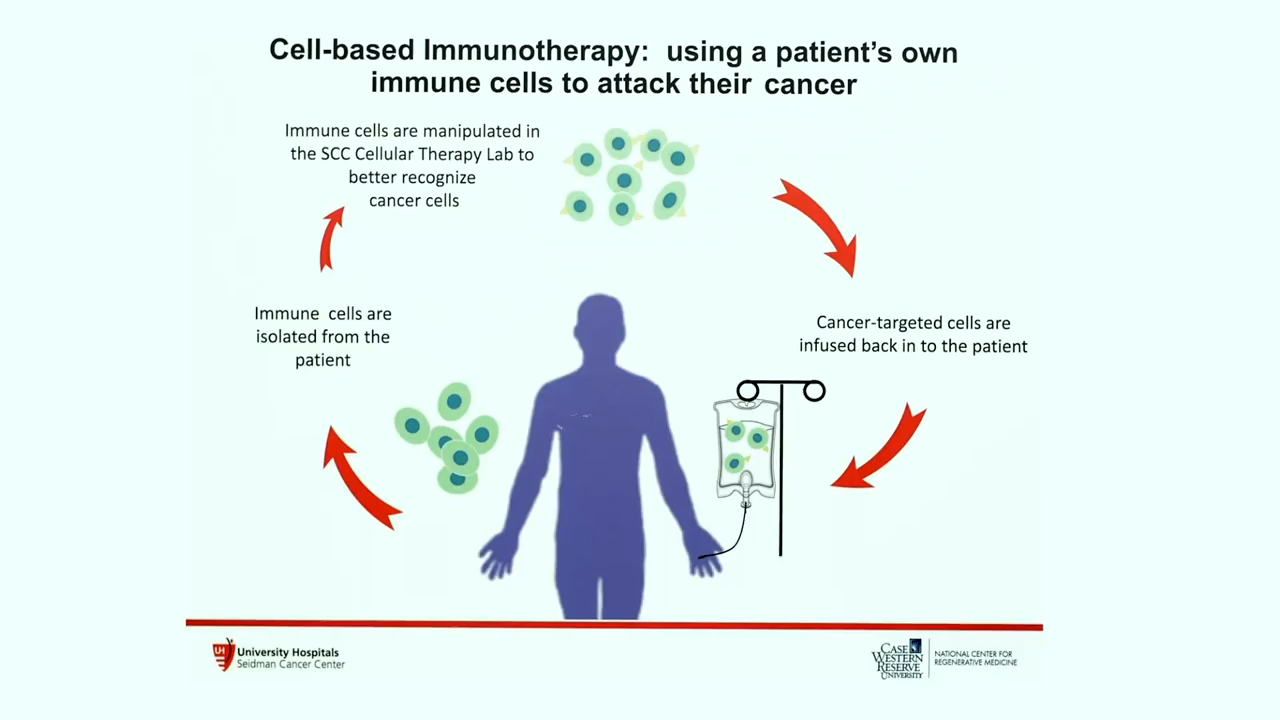 Cell-based Immunotherapy: using a patient's own
immune cells to attack their cancer
Immune cells are manipulated in
the SCC Cellular Therapy Lab to
better recognize
cancer cells
Immune cells are
isolated from the
patient
Cancer-targeted cells are
infused back in to the patient
UH
University Hospitals
Seidman Cancer Center
CASE
WESTERN
RESERVE
UNIVERSITY
NATIONAL CENTER FOR
REGENERATIVE MEDICINE